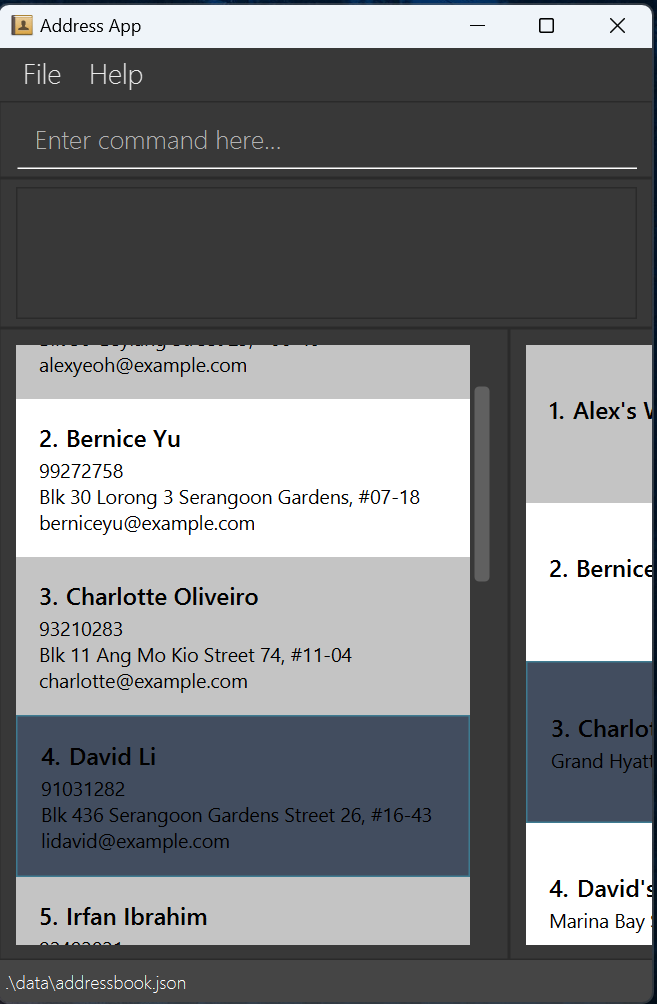 Address App
File Help
Enter command here...
alexyeoh@example.com
2. Bernice Yu
99272758
Blk 30 Lorong 3 Serangoon Gardens, #07-18
berniceyu@example.com
3. Charlotte Oliveiro
93210283
Blk 11 Ang Mo Kio Street 74, #11-04
charlotte@example.com
4. David Li
91031282
Blk 436 Serangoon Gardens Street 26, #16-43
lidavid@example.com
5. Irfan Ibrahim
1. Alex's
2. Bernice
3. Charlot
Grand Hyatt
4. David's
Marina Bay
.\data\addressbook.json